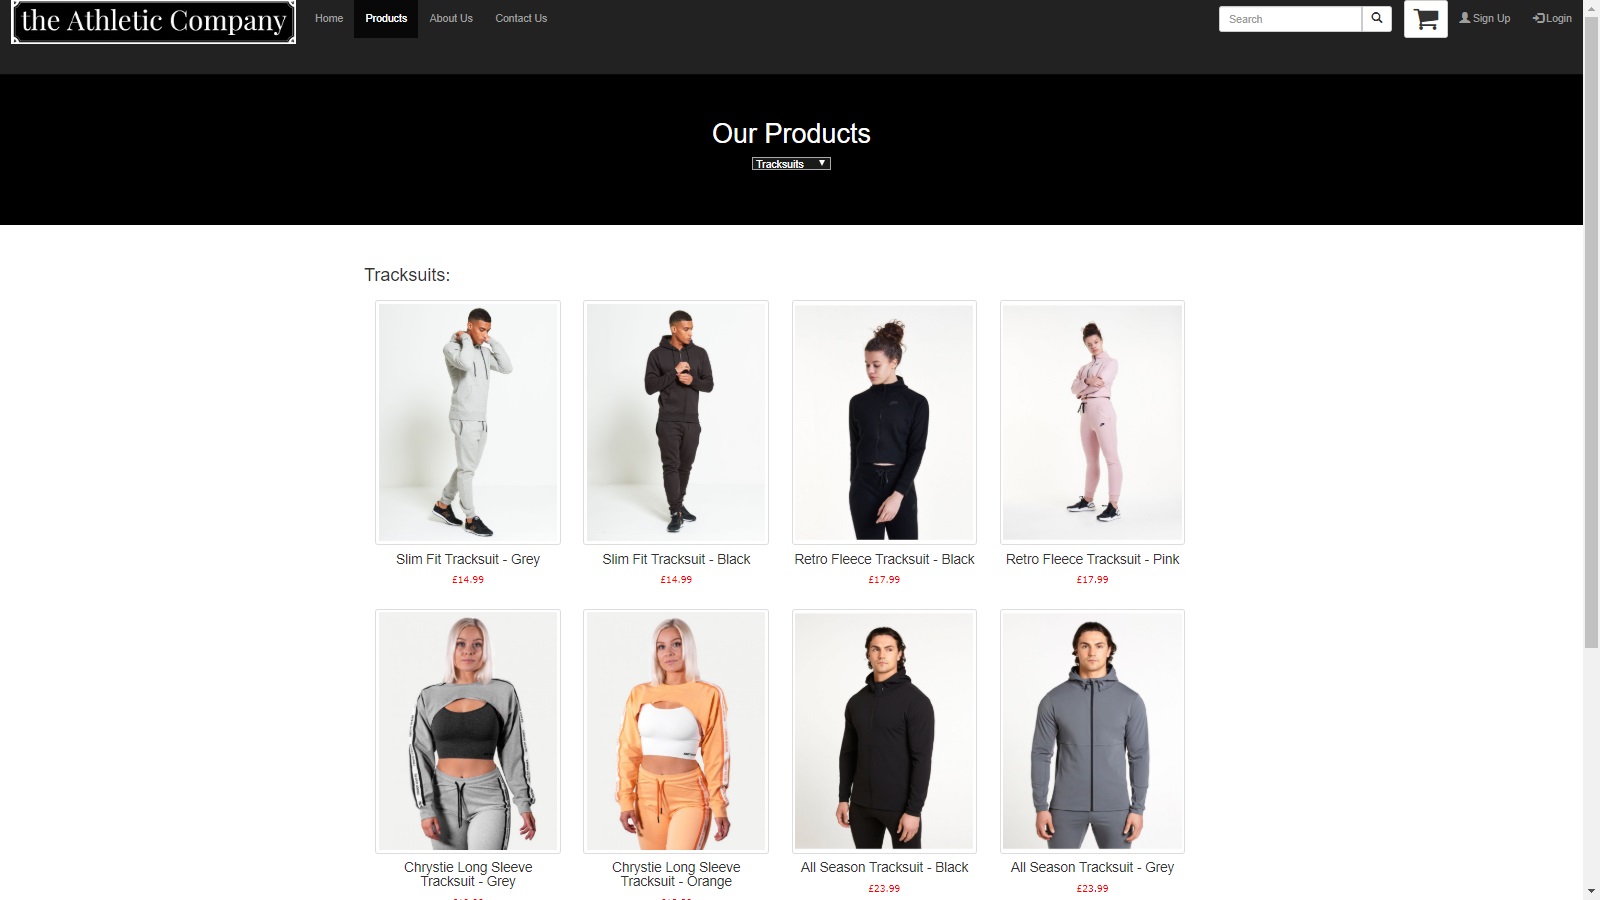 the Athletic Company
Home
Products
About Us
Contact Us
Search
Sign Up
Login
Our Products
Tracksuits
Tracksuits:
Slim Fit Tracksuit - Grey
£14.99
Slim Fit Tracksuit - Black
£14.99
Retro Fleece Tracksuit - Black
£17.99
Retro Fleece Tracksuit - Pink
£17.99
Chrystie Long Sleeve
Tracksuit - Grey
Chrystie Long Sleeve
Tracksuit - Orange
All Season Tracksuit - Black
£23.99
All Season Tracksuit - Grey
£23.99